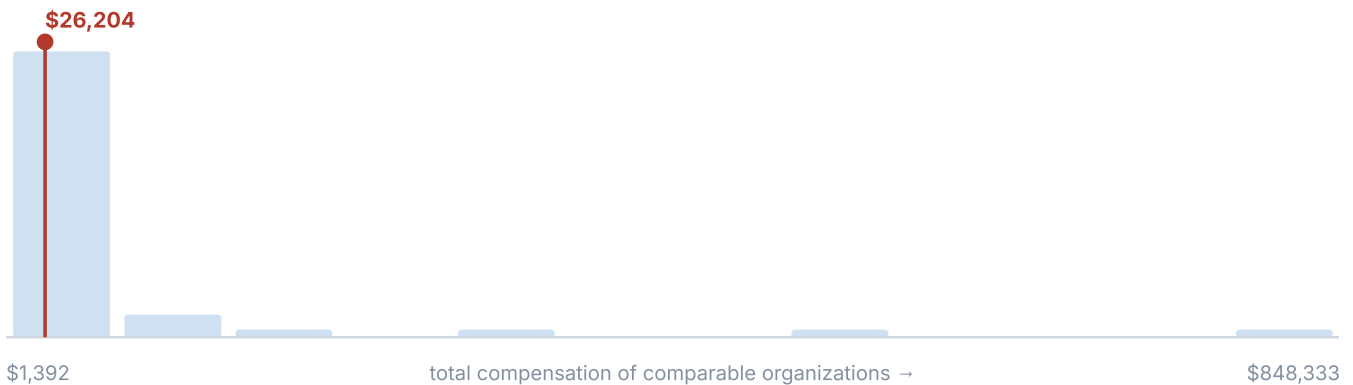 $26,204
$1,392
total compensation of comparable organizations →
$848,333